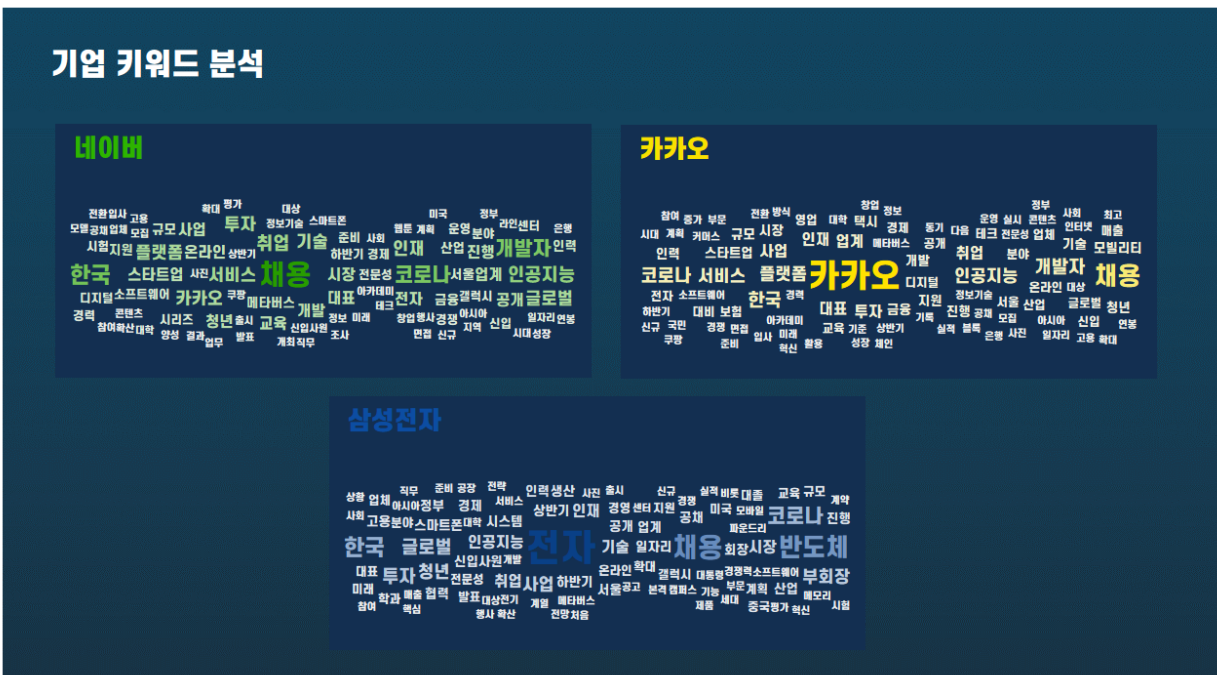 기업 키워드 분석
네이버
확대 평가 대상
전환 입사 고용 투자 정보기술 스마트폰 미국 정부
모델 공채 업체 모집 규모 사업 취업 기술 준비 사회 웹툰 계획 운영 분야 라인 센터 은행
시험 지원 플랫폼 온라인 상반기 하반기 경제 인재 산업 진행 개발자 인력
한국 스타트업 사진 서비스 채용 시장 전문성 코로나 서울 업계 인공지능
디지털 소프트웨어 카카오 쿠팡 메타버스 개발 대표 아카데미 테크 전자 금융 갤럭시 공개 글로벌
경력 콘텐츠 시리즈 청년 출시 교육 신입사원 정보 미래 창업 행사 경쟁 아시아 일자리 연봉
참여 확산 대학 양성 결과 업무 발표 개최 직무 조사 면접 신규 지역 신입 시대 성장
카카오
참여 증가 부문 전환 방식 창업 정보 정부
시대 계획 커머스 규모 시장 영업 대학 택시 경제 동기 다음 운영 실시 콘텐츠 사회 최고
인력 스타트업 사업 인재 업계 메타버스 공개 테크 전문성 업체 인터넷 매출
코로나 서비스 플랫폼 카카오 개발 취업 분야 기술 모빌리티
전자 소프트웨어 한국 경력 디지털 인공지능 개발자 채용
하반기 대비 보험 아카데미 대표 투자 금융 지원 정보기술 서울 산업 온라인 대상 글로벌 청년
신규 국민 경쟁 면접 교육 기준 상반기 기록 진행 공채 모집 아시아 신입 연봉
쿠팡 준비 입사 미래 혁신 활용 성장 체인 실적 블록 은행 사진 일자리 고용 확대
삼성전자
직무 준비 공장 전략 인력 생산 사진 출시 신규 실적 비롯 대졸 교육 규모
상황 업체 아시아 정부 경제 서비스 상반기 인재 경영 센터 지원 경쟁 미국 모바일 계약
사회 고용 분야 스마트폰 대학 시스템 공개 업계 공채 파운드리 코로나 진행
한국 글로벌 인공지능 전자 기술 일자리 채용 회장 시장 반도체
대표 투자 청년 신입사원 개발 온라인 확대 갤럭시 대통령 경쟁력 소프트웨어 부회장
미래 학과 매출 협력 전문성 취업 사업 하반기 서울 공고 본격 캠퍼스 기능 부문 계획 산업 메모리
참여 핵심 발표 대상 전기 계열 메타버스 제품 세대 중국 평가 혁신 시험
행사 확산 전망 처음